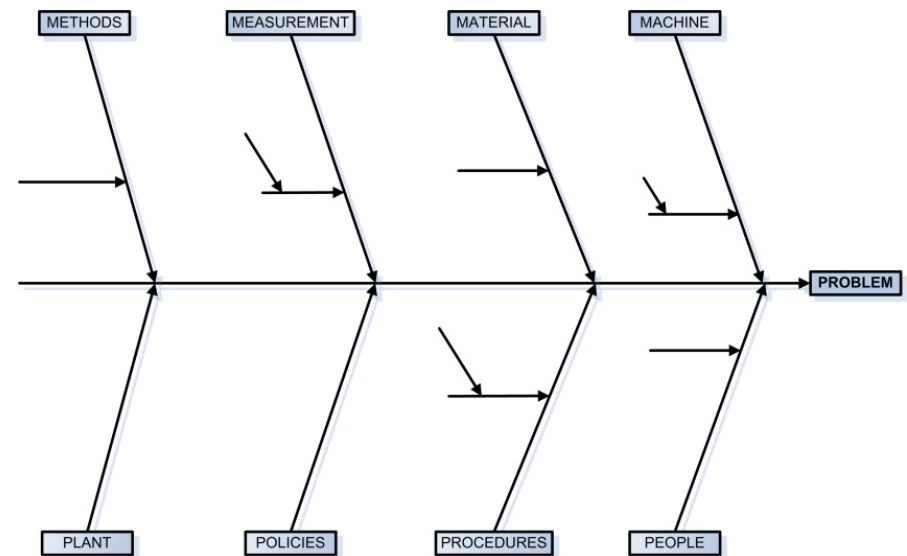 METHODS
MEASUREMENT
MATERIAL
MACHINE
PROBLEM
PLANT
POLICIES
PROCEDURES
PEOPLE